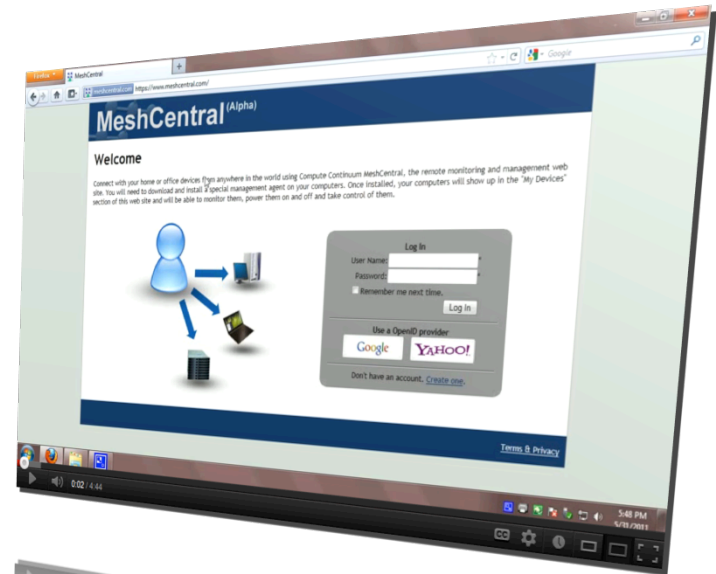 Firefox
MeshCentral
meshcentral.com https://www.meshcentral.com/
Google
MeshCentral (Alpha)
Welcome
Connect with your home or office devices from anywhere in the world using Compute Continuum MeshCentral, the remote monitoring and management web
site. You will need to download and install a special management agent on your computers. Once installed, your computers will show up in the "My Devices"
section of this web site and will be able to monitor them, power them on and off and take control of them.
Log In
User Name: *
Password: *
Remember me next time.
Log In
Use a OpenID provider
Google YAHOO!
Don't have an account, Create one.
Terms & Privacy
5:48 PM
5/31/2011
0:02 / 4:44
CC